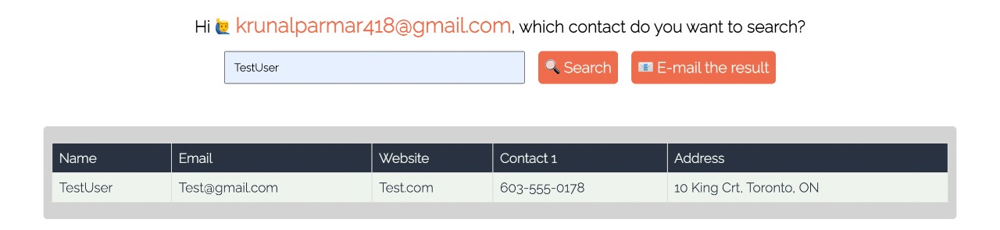 Hi 🙋‍♂️ krunalparmar418@gmail.com, which contact do you want to search?
TestUser 🔍 Search 📧 E-mail the result
Name Email Website Contact 1 Address
TestUser Test@gmail.com Test.com 603-555-0178 10 King Crt, Toronto, ON